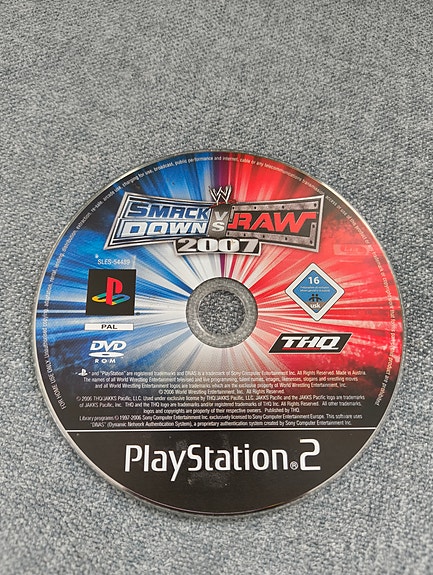 W
SMACK
DOWN
VS
RAW
2007
SLES-54489
PAL
DVD
ROM
16
usk
THQ
and "PlayStation" are registered trademarks and DNAS is a trademark of Sony Computer Entertainment Inc. All Rights Reserved. Made in Austria.
The names of all World Wrestling Entertainment televised and live programming, talent names, images, likenesses, slogans and wrestling moves
and all World Wrestling Entertainment logos are trademarks which are the exclusive property of World Wrestling Entertainment, Inc.
© 2006 World Wrestling Entertainment, Inc. All Rights Reserved.
© 2006 THQ/JAKKS Pacific, LLC. Used under exclusive license by THQ/JAKKS Pacific, LLC. JAKKS Pacific and the JAKKS Pacific logo are trademarks
of JAKKS Pacific, Inc. THQ and the THQ logo are trademarks and/or registered trademarks of THQ Inc. All Rights Reserved. All other trademarks,
logos and copyrights are property of their respective owners. Published by THQ.
Library programs © 1997-2006 Sony Computer Entertainment Inc. exclusively licensed to Sony Computer Entertainment Europe. This software uses
"DNAS" (Dynamic Network Authentication System), a proprietary authentication system created by Sony Computer Entertainment Inc.
PlayStation®2